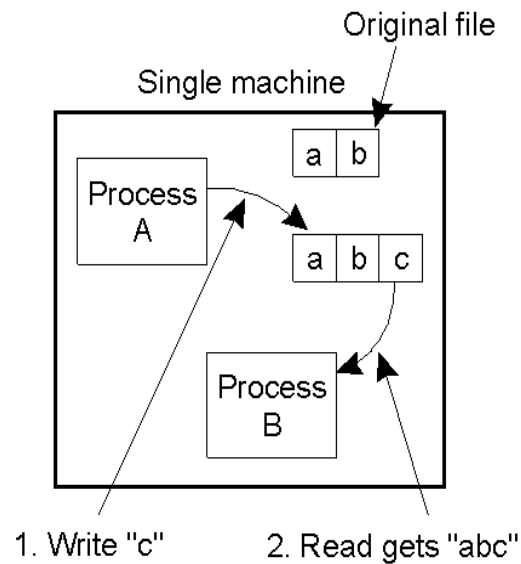 Original file
Single machine
a b
Process
A
a b c
Process
B
1. Write "c"
2. Read gets "abc"